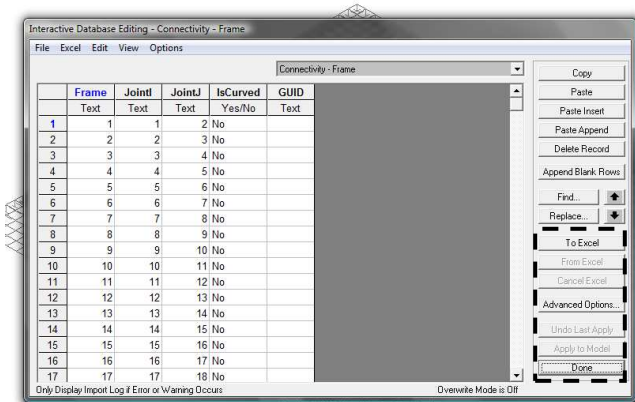 Interactive Database Editing - Connectivity - Frame
File Excel Edit View Options
Connectivity - Frame
Frame JointI JointJ IsCurved GUID
Text Text Text Yes/No Text
1 1 1 2 No
2 2 2 3 No
3 3 3 4 No
4 4 4 5 No
5 5 5 6 No
6 6 6 7 No
7 7 7 8 No
8 8 8 9 No
9 9 9 10 No
10 10 10 11 No
11 11 11 12 No
12 12 12 13 No
13 13 13 14 No
14 14 14 15 No
15 15 15 16 No
16 16 16 17 No
17 17 17 18 No
Copy
Paste
Paste Insert
Paste Append
Delete Record
Append Blank Rows
Find...
Replace...
To Excel
From Excel
Cancel Excel
Advanced Options...
Undo Last Apply
Apply to Model
Done
Only Display Import Log if Error or Warning Occurs
Overwrite Mode is Off